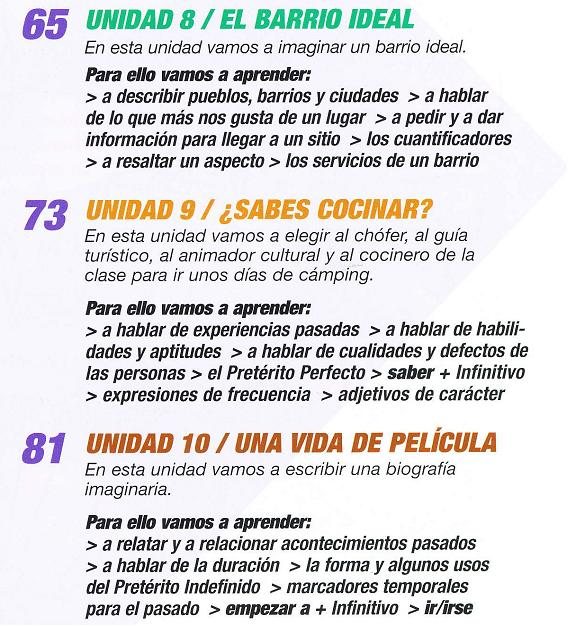 65 UNIDAD 8 / EL BARRIO IDEAL
En esta unidad vamos a imaginar un barrio ideal.
Para ello vamos a aprender:
> a describir pueblos, barrios y ciudades > a hablar
de lo que más nos gusta de un lugar > a pedir y a dar
información para llegar a un sitio > los cuantificadores
> a resaltar un aspecto > los servicios de un barrio
73 UNIDAD 9 / ¿SABES COCINAR?
En esta unidad vamos a elegir al chófer, al guía
turístico, al animador cultural y al cocinero de la
clase para ir unos días de cámping.
Para ello vamos a aprender:
> a hablar de experiencias pasadas > a hablar de habili-
dades y aptitudes > a hablar de cualidades y defectos de
las personas > el Pretérito Perfecto > saber + Infinitivo
> expresiones de frecuencia > adjetivos de carácter
81 UNIDAD 10 / UNA VIDA DE PELÍCULA
En esta unidad vamos a escribir una biografía
imaginaria.
Para ello vamos a aprender:
> a relatar y a relacionar acontecimientos pasados
> a hablar de la duración > la forma y algunos usos
del Pretérito Indefinido > marcadores temporales
para el pasado > empezar a + Infinitivo > ir/irse